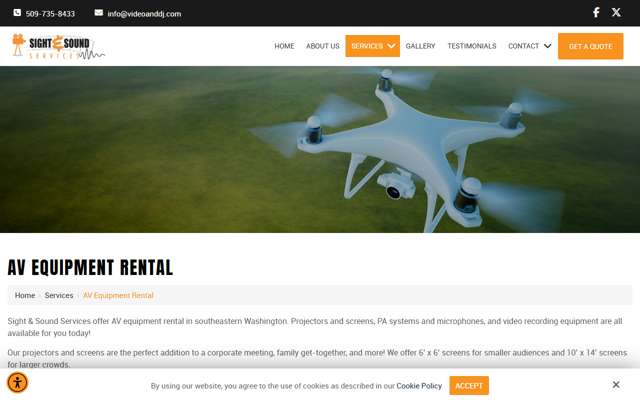 509-735-8433 info@videoanddj.com
SIGHT & SOUND
SERVICES
HOME ABOUT US SERVICES GALLERY TESTIMONIALS CONTACT GET A QUOTE
AV EQUIPMENT RENTAL
Home Services AV Equipment Rental
Sight & Sound Services offer AV equipment rental in southeastern Washington. Projectors and screens, PA systems and microphones, and video recording equipment are all
available for you today!
Our projectors and screens are the perfect addition to a corporate meeting, family get-together, and more! We offer 6' x 6' screens for smaller audiences and 10' x 14' screens
for larger crowds.
By using our website, you agree to the use of cookies as described in our Cookie Policy ACCEPT ×